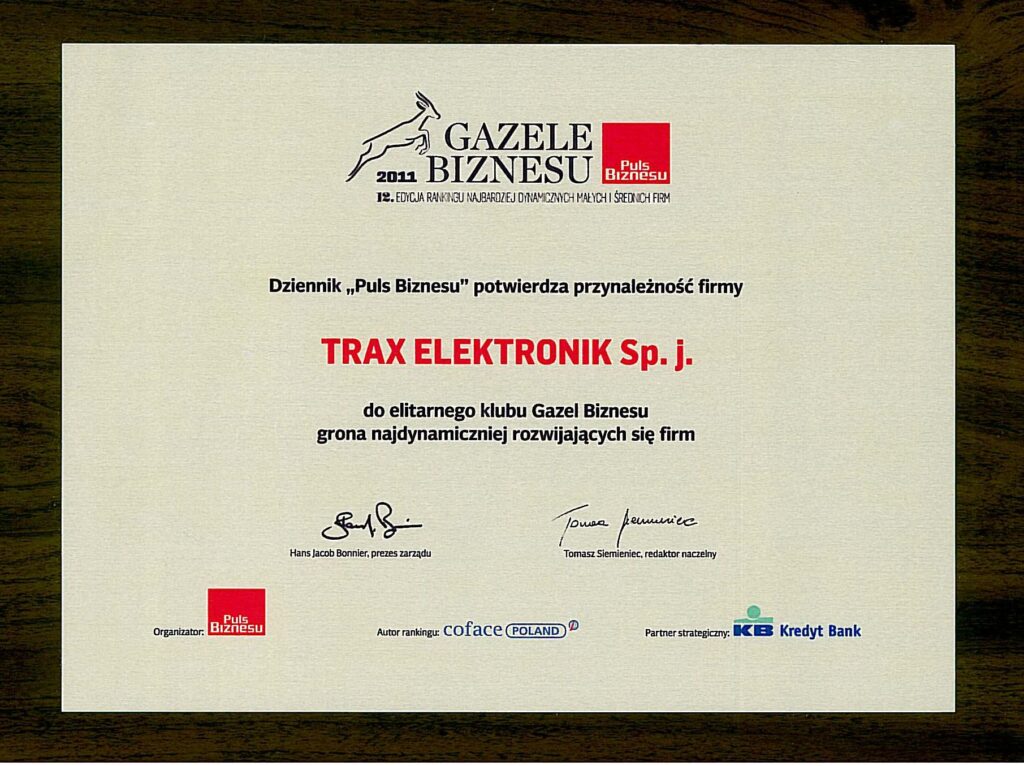 GAZELE
2011 BIZNESU
Puls
Biznesu
12. EDYCJA RANKINGU NAJBARDZIEJ DYNAMICZNYCH MAŁYCH I ŚREDNICH FIRM
Dziennik „Puls Biznesu” potwierdza przynależność firmy
TRAX ELEKTRONIK Sp. j.
do elitarnego klubu Gazel Biznesu
grona najdynamiczniej rozwijających się firm
Hans Jacob Bonnier, prezes zarządu
Tomasz Siemieniec, redaktor naczelny
Organizator: Puls Biznesu
Autor rankingu: coface POLAND
Partner strategiczny: KB Kredyt Bank